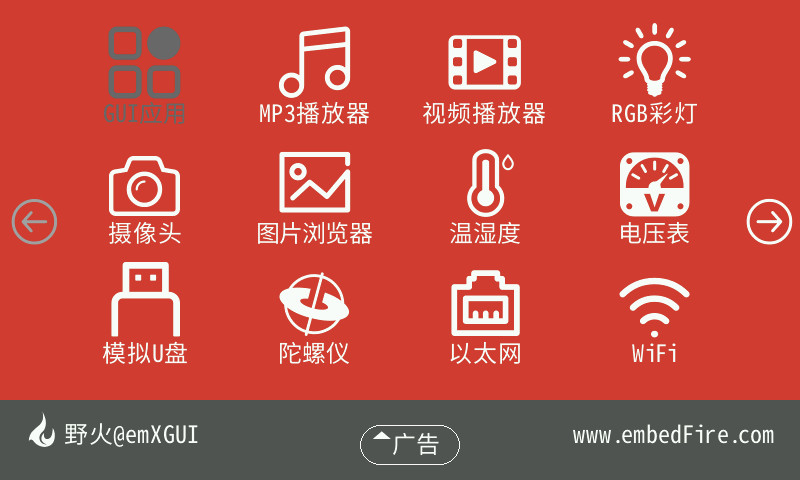 GUI应用
MP3播放器
视频播放器
RGB彩灯
摄像头
图片浏览器
温湿度
V
电压表
模拟U盘
陀螺仪
以太网
WiFi
野火@emXGUI
广告
www.embedFire.com